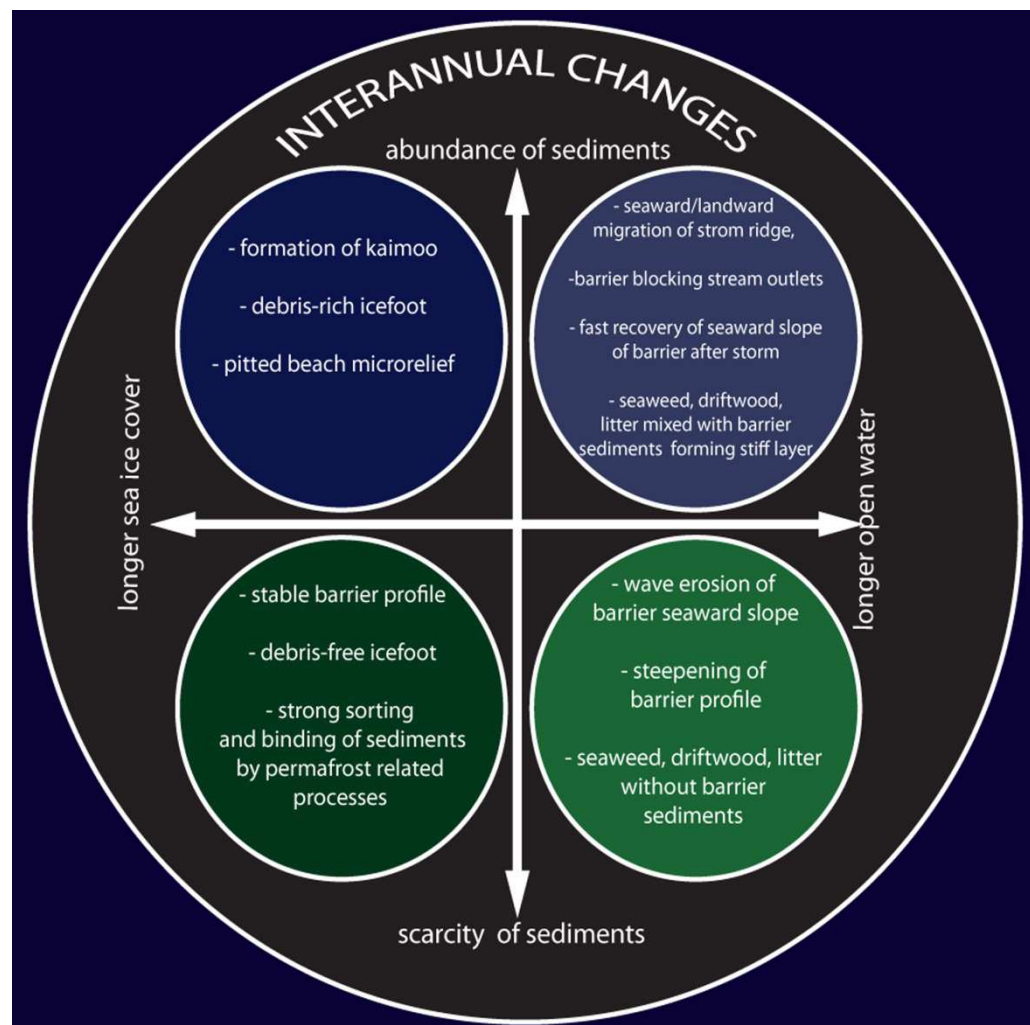 INTERANNUAL CHANGES
abundance of sediments
- formation of kaimoo
- debris-rich icefoot
- pitted beach microrelief
- seaward/landward
migration of strom ridge,
-barrier blocking stream outlets
- fast recovery of seaward slope
of barrier after storm
- seaweed, driftwood,
litter mixed with barrier
sediments forming stiff layer
longer sea ice cover
longer open water
- stable barrier profile
- debris-free icefoot
- strong sorting
and binding of sediments
by permafrost related
processes
- wave erosion of
barrier seaward slope
- steepening of
barrier profile
- seaweed, driftwood, litter
without barrier
sediments
scarcity of sediments